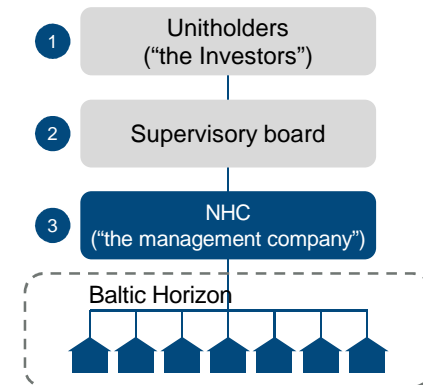 1
Unitholders
(“the Investors”)
2
Supervisory board
3
NHC
(“the management company”)
Baltic Horizon